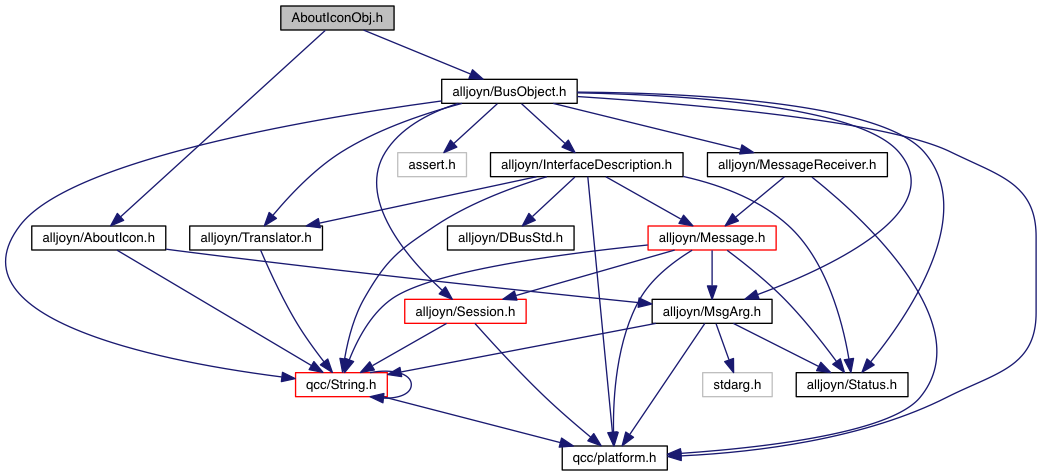 AboutIconObj.h
alljoyn/BusObject.h
assert.h
alljoyn/InterfaceDescription.h
alljoyn/MessageReceiver.h
alljoyn/AboutIcon.h
alljoyn/Translator.h
alljoyn/DBusStd.h
alljoyn/Message.h
alljoyn/Session.h
alljoyn/MsgArg.h
qcc/String.h
stdarg.h
alljoyn/Status.h
qcc/platform.h